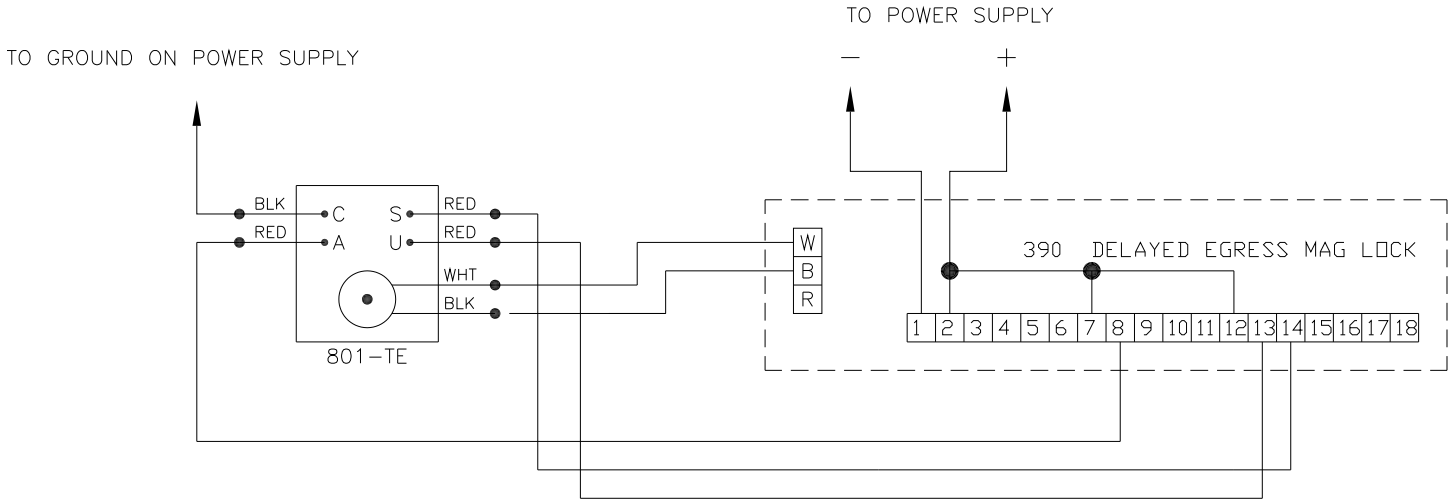 TO POWER SUPPLY
TO GROUND ON POWER SUPPLY
− +
BLK C S RED
RED A U RED
WHT
BLK
801−TE
W
B
R
390 DELAYED EGRESS MAG LOCK
1 2 3 4 5 6 7 8 9 10 11 12 13 14 15 16 17 18